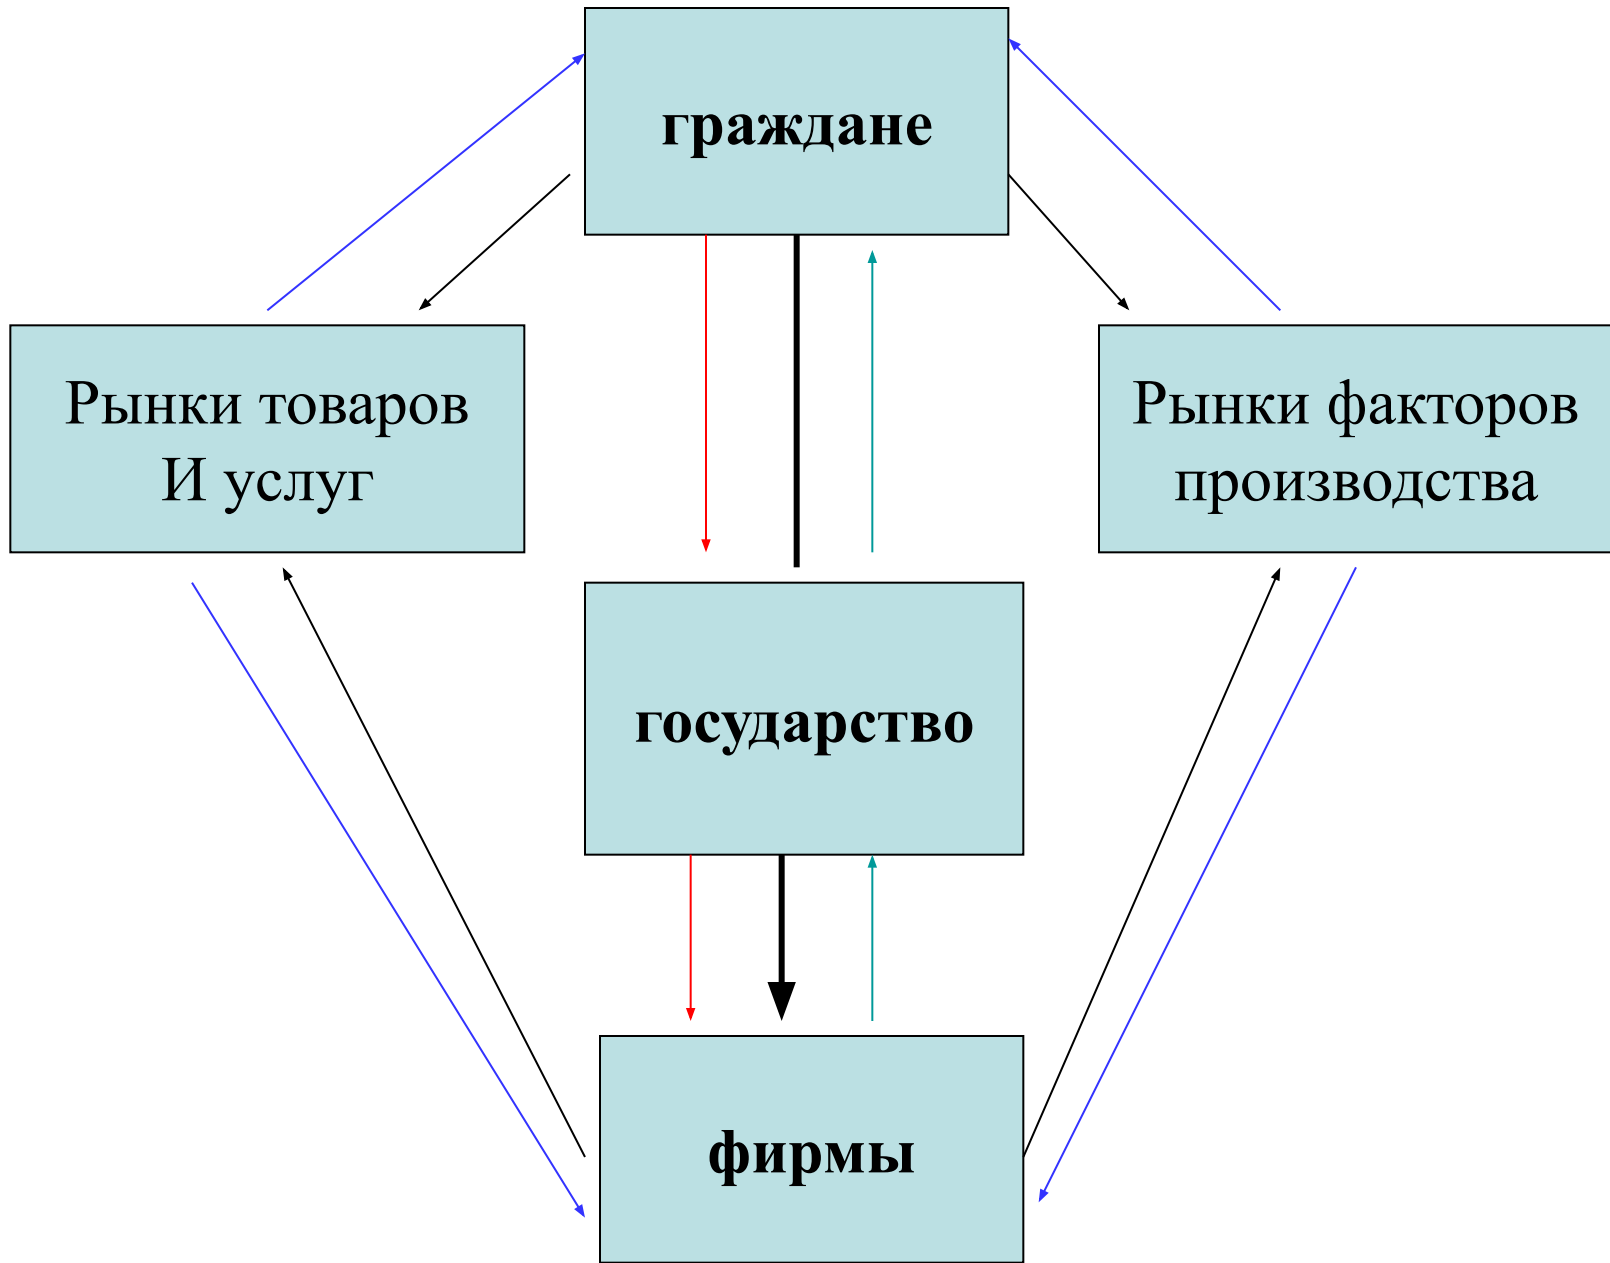 граждане
Рынки товаров
И услуг
Рынки факторов
производства
государство
фирмы